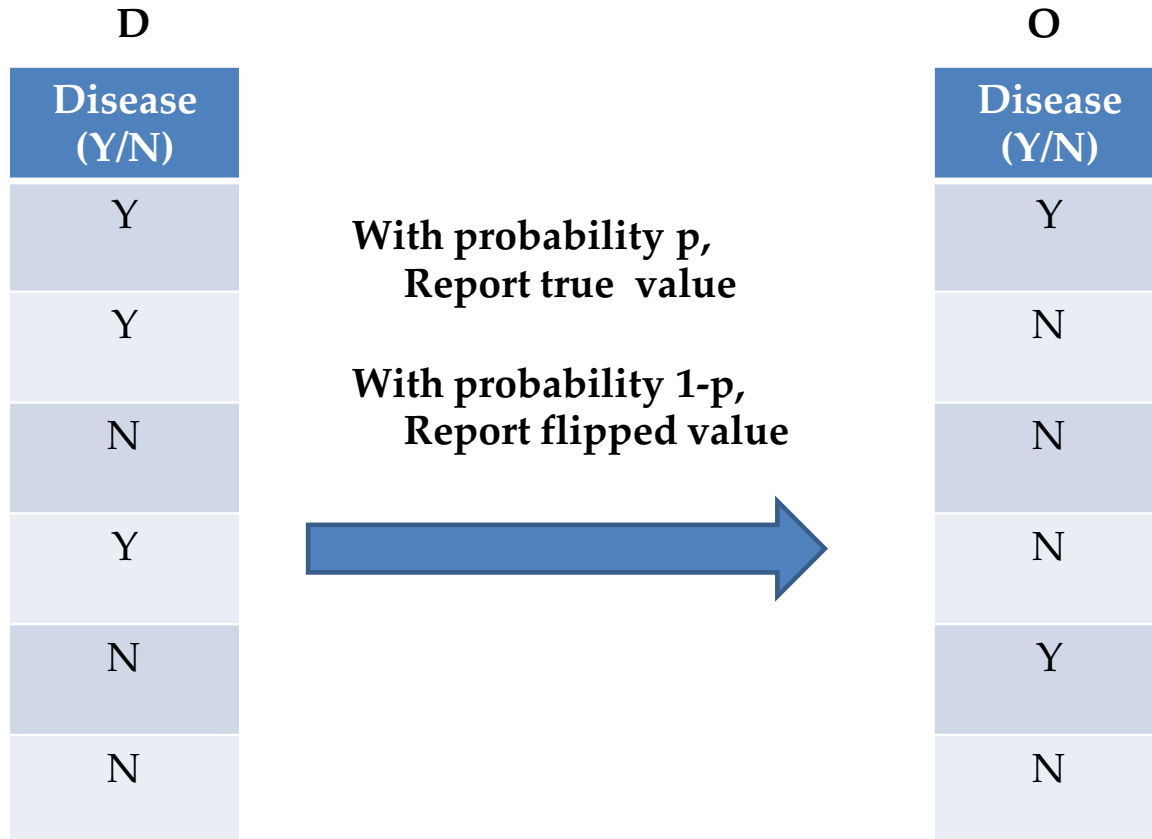 D
Disease
(Y/N)
Y
Y
N
Y
N
N
With probability p,
Report true value
With probability 1-p,
Report flipped value
O
Disease
(Y/N)
Y
N
N
N
Y
N